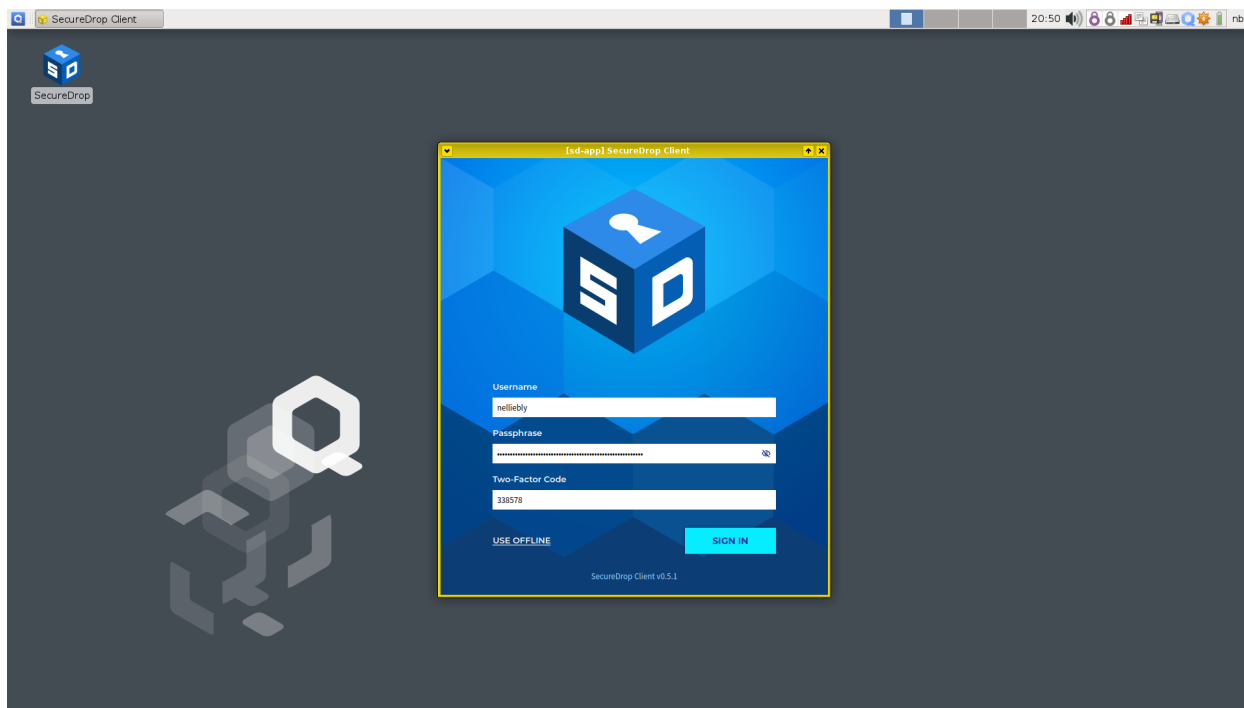 SecureDrop Client
20:50
nb
SecureDrop
[sd-app] SecureDrop Client
S D
Username
nelliebly
Passphrase
Two-Factor Code
338578
USE OFFLINE
SIGN IN
SecureDrop Client v0.5.1